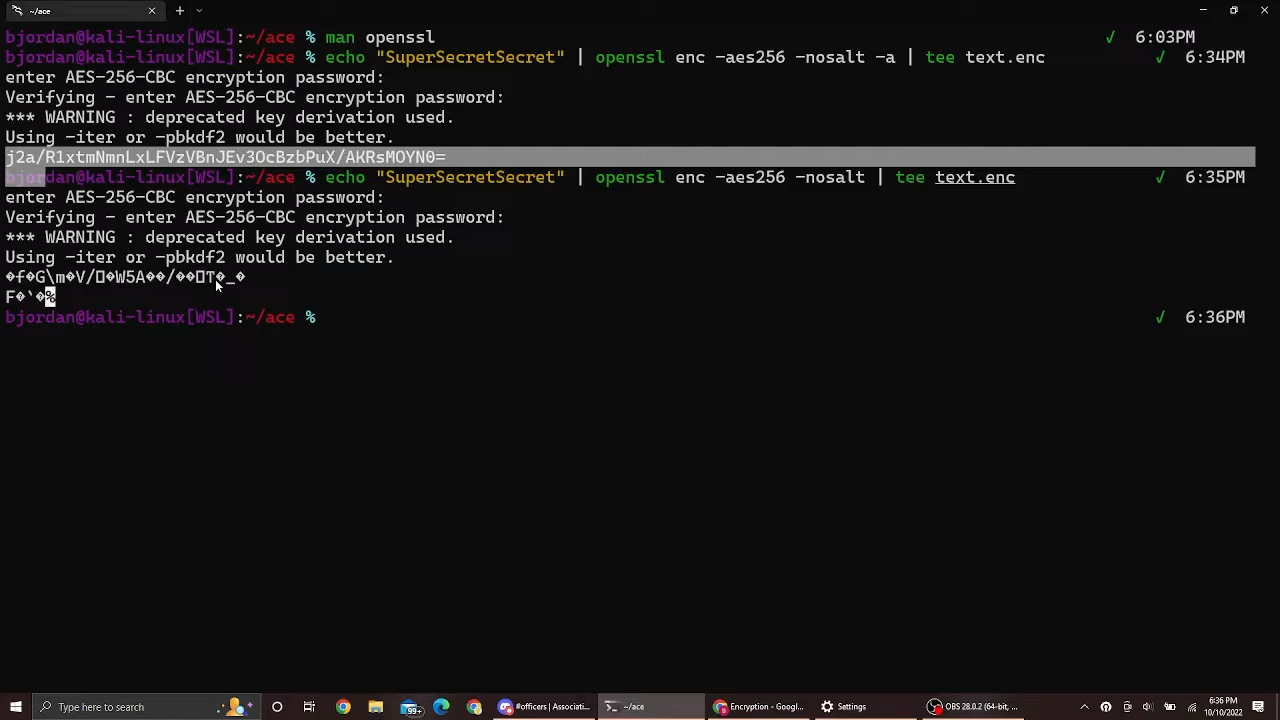 ~/ace
bjordan@kali-linux[WSL]:~/ace % man openssl ✓ 6:03PM
bjordan@kali-linux[WSL]:~/ace % echo "SuperSecretSecret" | openssl enc -aes256 -nosalt -a | tee text.enc ✓ 6:34PM
enter AES-256-CBC encryption password:
Verifying - enter AES-256-CBC encryption password:
*** WARNING : deprecated key derivation used.
Using -iter or -pbkdf2 would be better.
j2a/R1xtmNmnLxLFVzVBnJEv3OcBzbPuX/AKRsMOYN0=
bjordan@kali-linux[WSL]:~/ace % echo "SuperSecretSecret" | openssl enc -aes256 -nosalt | tee text.enc ✓ 6:35PM
enter AES-256-CBC encryption password:
Verifying - enter AES-256-CBC encryption password:
*** WARNING : deprecated key derivation used.
Using -iter or -pbkdf2 would be better.
�f�G\m�V/▯�W5A��/��▯T�_�
F�`�%
bjordan@kali-linux[WSL]:~/ace % ✓ 6:36PM
Type here to search
99+
#officers | Associati...
~/ace
Encryption - Googl...
Settings
OBS 28.0.2 (64-bit, ...
6:36 PM
10/10/2022